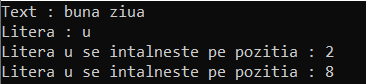 Text : buna ziua
Litera : u
Litera u se intalneste pe pozitia : 2
Litera u se intalneste pe pozitia : 8